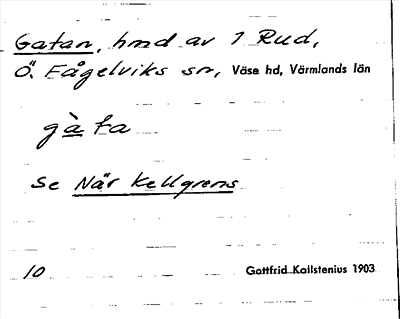 Gatan, hmd av 1 Rud,
Ö. Fågelviks sn, Väse hd, Värmlands län
gàta
Se När Kellgrens
10 Gottfrid Kallstenius 1903